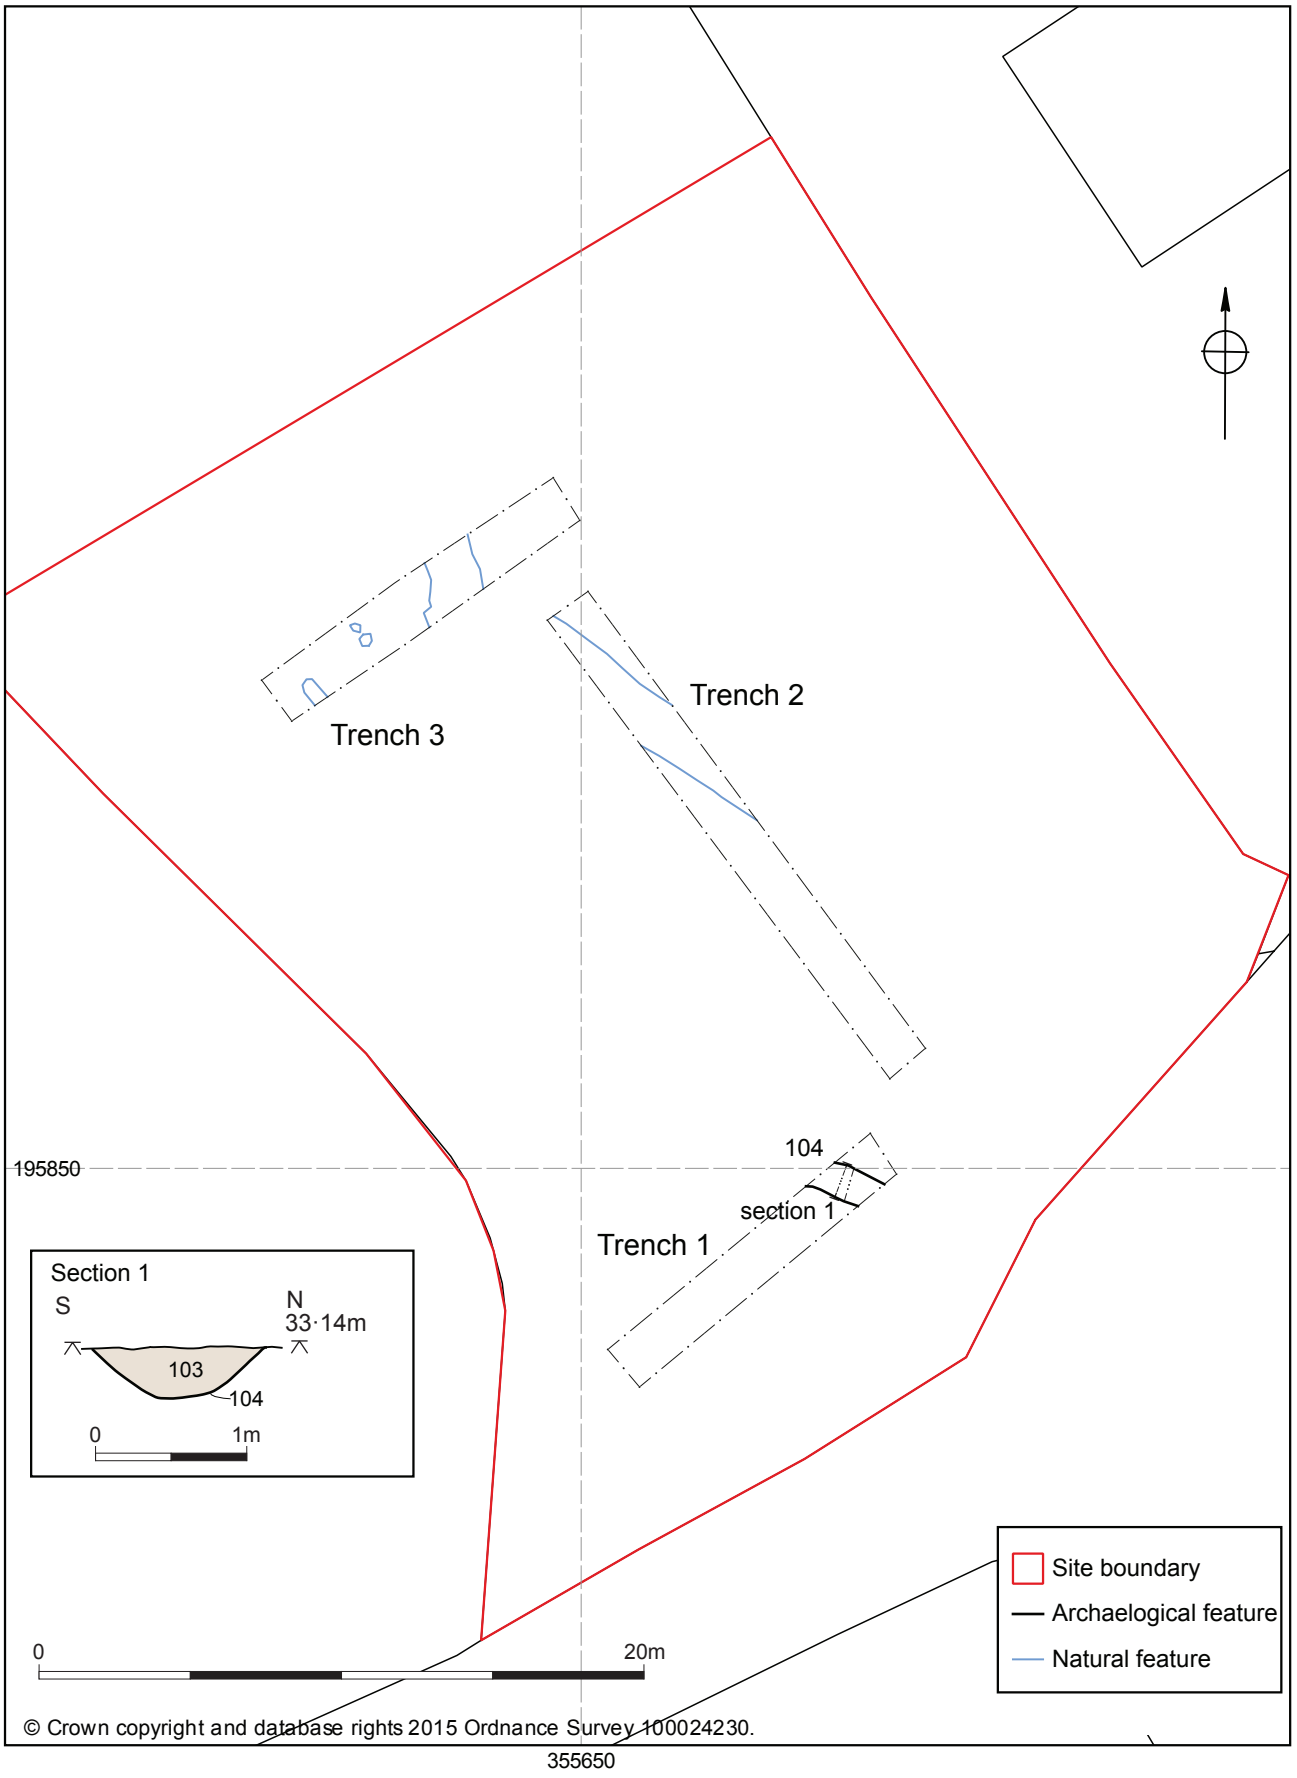 Trench 2
Trench 3
104
195850
section 1
Trench 1
Section 1
S
N
33·14m
103
104
0
1m
Site boundary
Archaelogical feature
Natural feature
0
20m
© Crown copyright and database rights 2015 Ordnance Survey 100024230.
355650